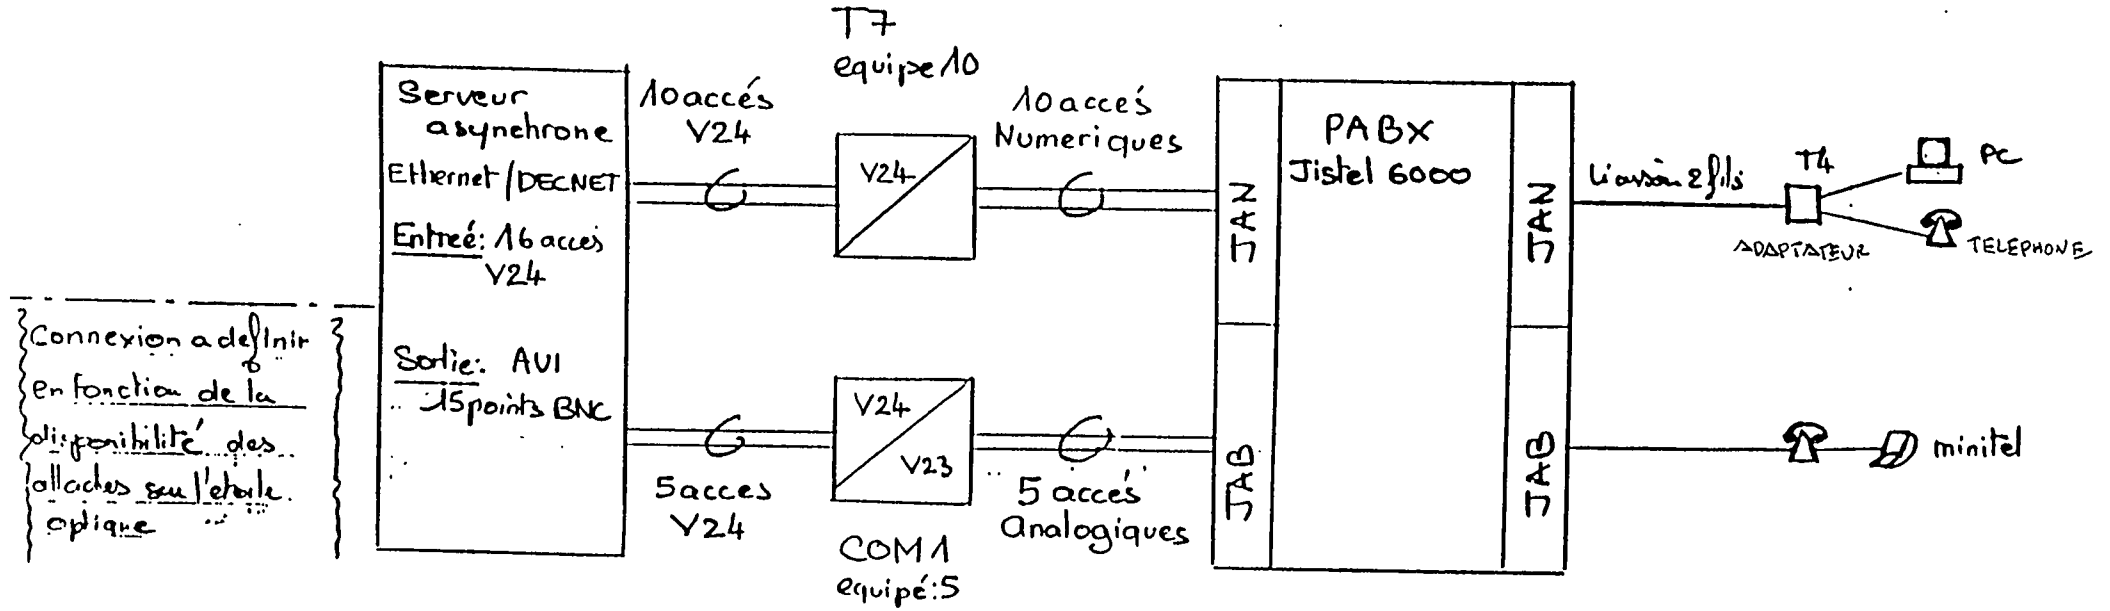 T7
equipe 10
Serveur
asynchrone
Ethernet/DECNET
Entreé: 16 acces
V24
Sortie: AUI
15 points BNC
10 accés
V24
10 accés
Numeriques
V24
5 acces
V24
V24
V23
COM1
equipé:5
5 accés
Analogiques
JAN
JAB
PABX
Jistel 6000
JAN
JAB
Liaison 2 fils
T4
ADAPTATEUR
PC
TELEPHONE
minitel
Connexion a definir
en fonction de la
disponibilité des
attaches sur l'etoile
optique